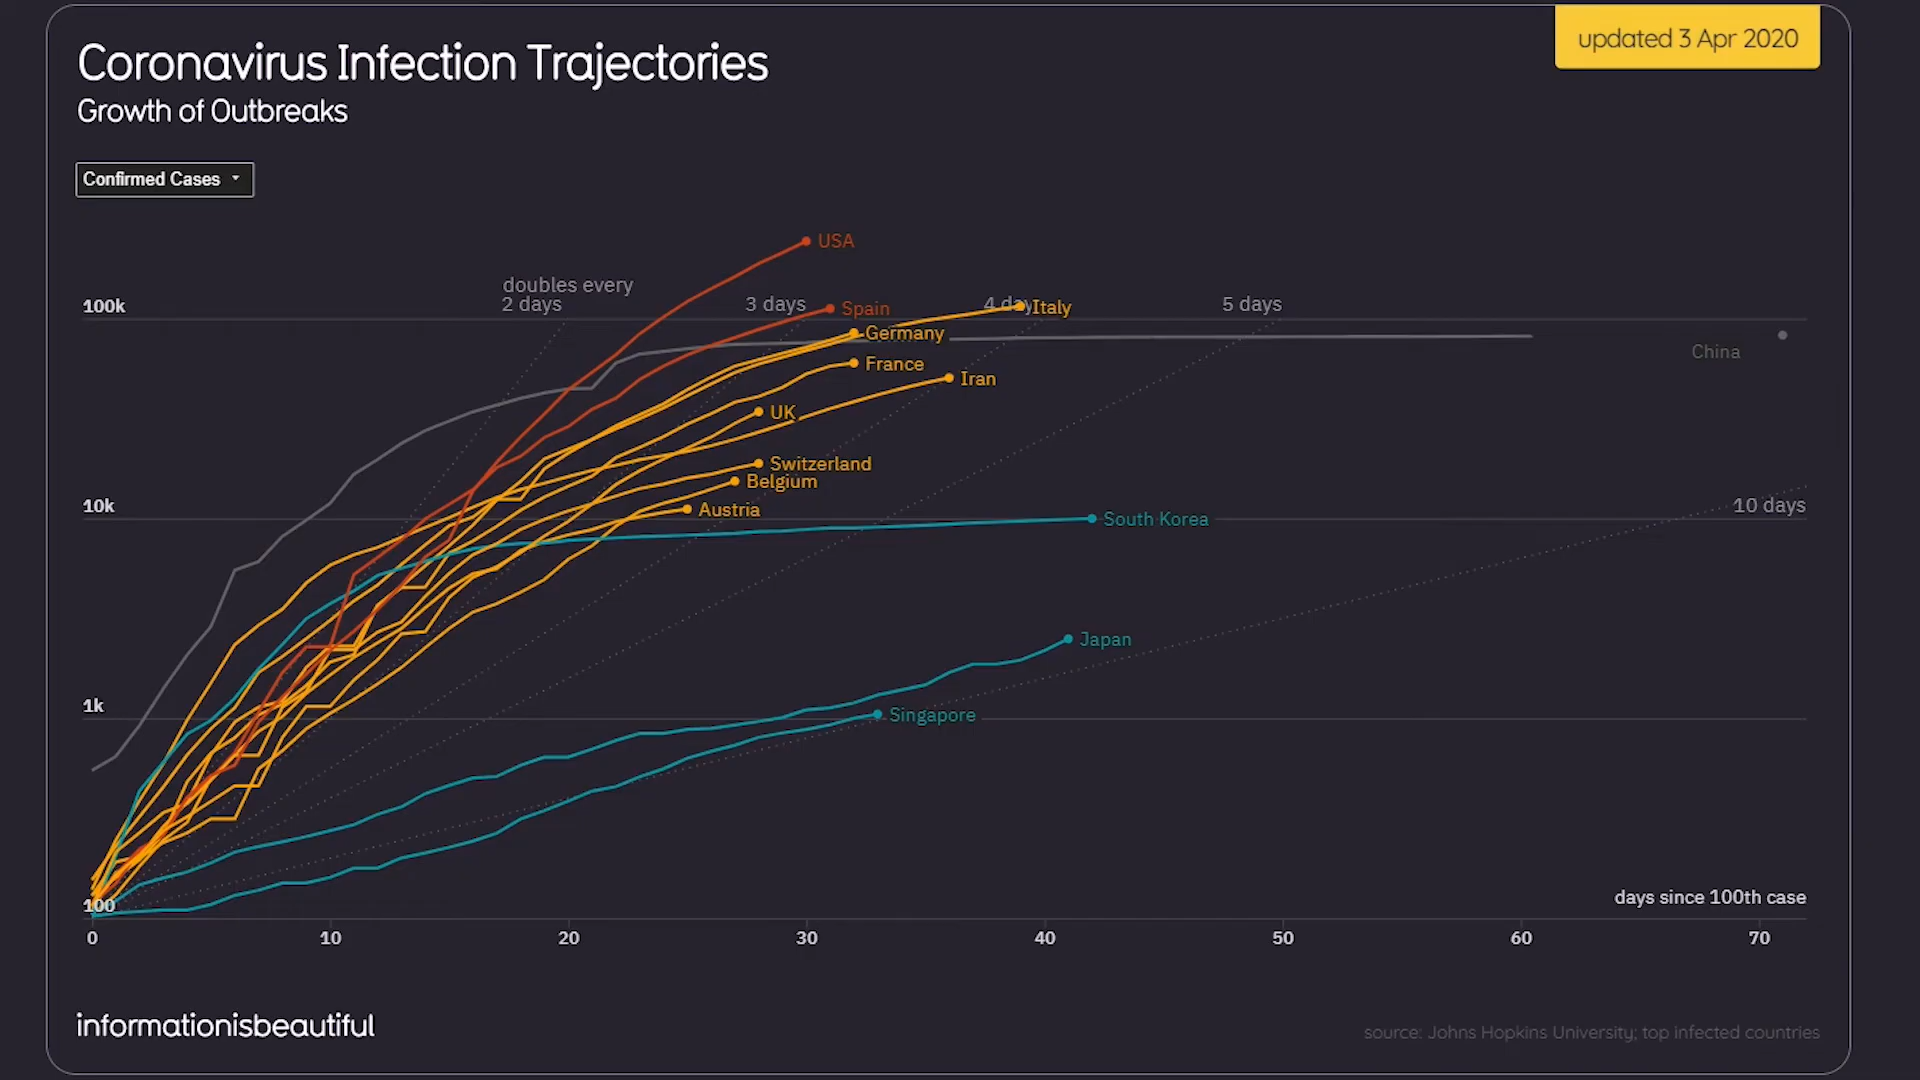 updated 3 Apr 2020
Coronavirus Infection Trajectories
Growth of Outbreaks
Confirmed Cases
USA
doubles every
2 days
3 days
4 day
5 days
10 days
100k
10k
1k
100
Spain
Italy
Germany
China
France
Iran
UK
Switzerland
Belgium
Austria
South Korea
Japan
Singapore
days since 100th case
0 10 20 30 40 50 60 70
informationisbeautiful
source: Johns Hopkins University; top infected countries